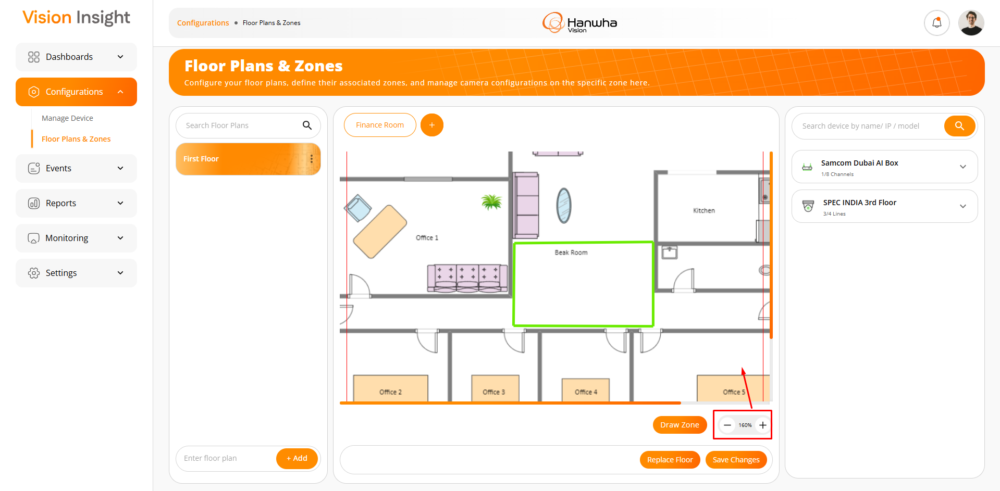 Vision Insight
Configurations • Floor Plans & Zones
Hanwha
Vision
Dashboards
Configurations
Manage Device
Floor Plans & Zones
Events
Reports
Monitoring
Settings
Floor Plans & Zones
Configure your floor plans, define their associated zones, and manage camera configurations on the specific zone here.
Search Floor Plans
First Floor
Enter floor plan
+ Add
Finance Room
+
Kitchen
Office 1
Beak Room
Office 2
Office 3
Office 4
Office 5
Draw Zone
− 160% +
Replace Floor
Save Changes
Search device by name/ IP / model
Samcom Dubai AI Box
1/8 Channels
SPEC INDIA 3rd Floor
3/4 Lines